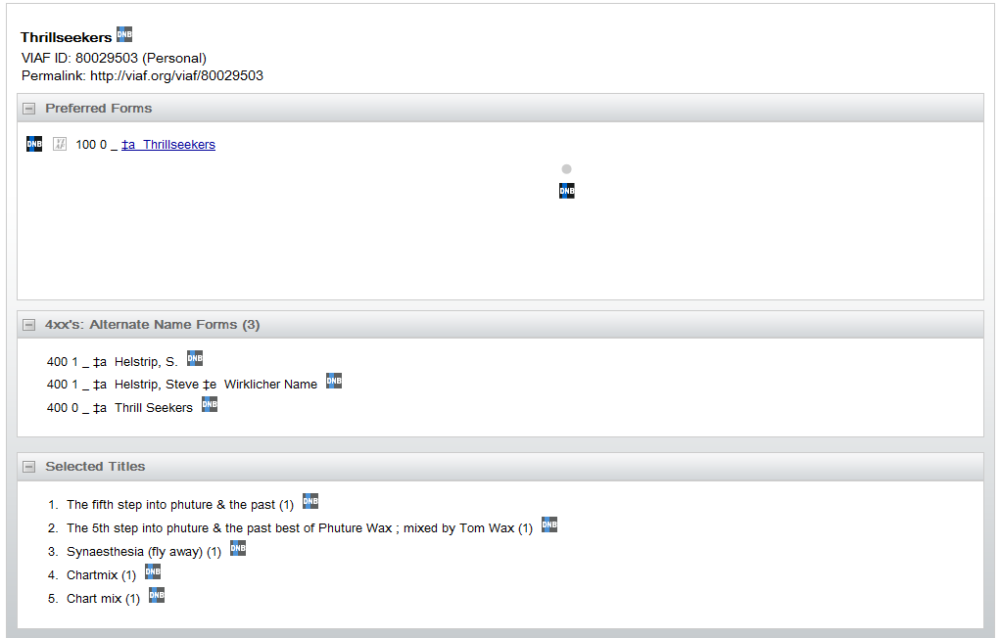 Thrillseekers DNB
VIAF ID: 80029503 (Personal)
Permalink: http://viaf.org/viaf/80029503
Preferred Forms
DNB VIAF 100 0 _ ‡a Thrillseekers
DNB
4xx's: Alternate Name Forms (3)
400 1 _ ‡a Helstrip, S. DNB
400 1 _ ‡a Helstrip, Steve ‡e Wirklicher Name DNB
400 0 _ ‡a Thrill Seekers DNB
Selected Titles
1. The fifth step into phuture & the past (1) DNB
2. The 5th step into phuture & the past best of Phuture Wax ; mixed by Tom Wax (1) DNB
3. Synaesthesia (fly away) (1) DNB
4. Chartmix (1) DNB
5. Chart mix (1) DNB